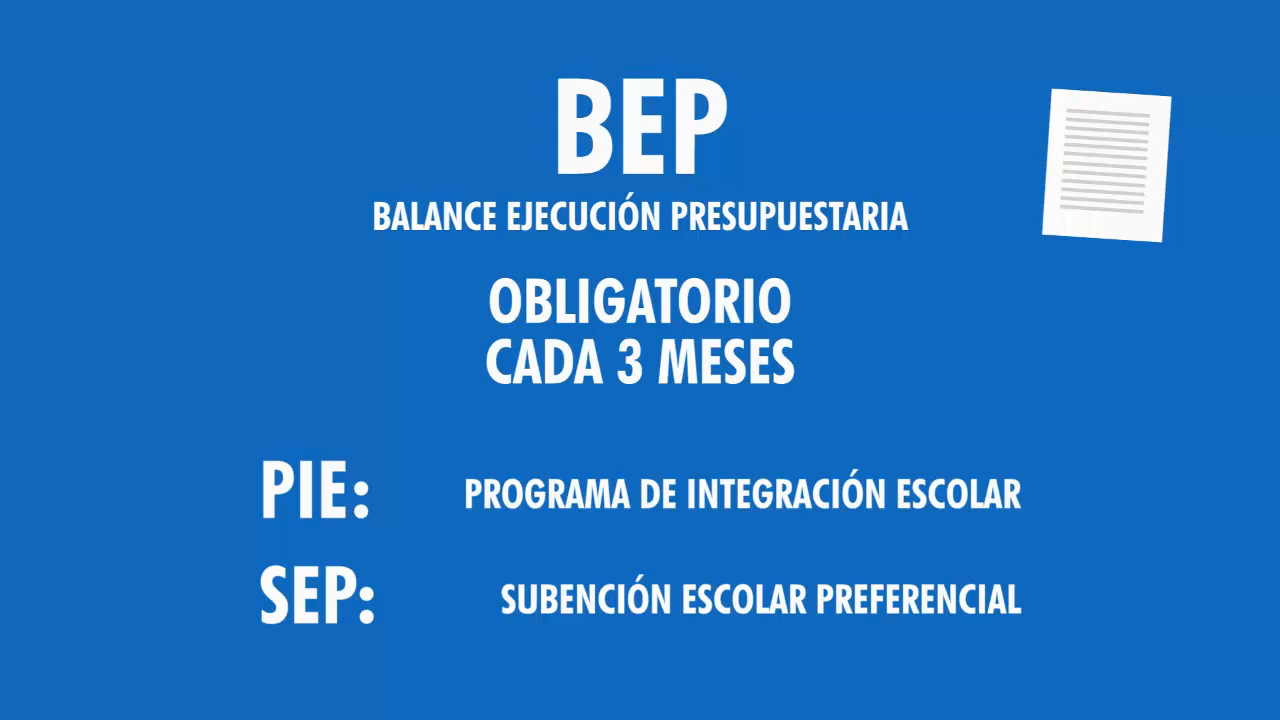 BEP
BALANCE EJECUCIÓN PRESUPUESTARIA
OBLIGATORIO
CADA 3 MESES
PIE: PROGRAMA DE INTEGRACIÓN ESCOLAR
SEP: SUBENCIÓN ESCOLAR PREFERENCIAL